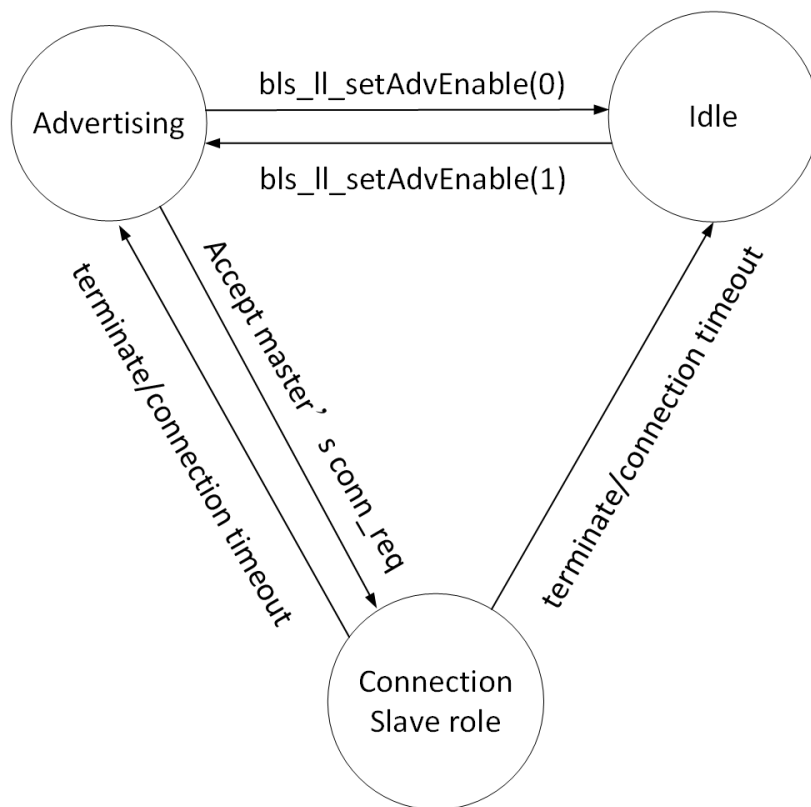 Advertising
bls_ll_setAdvEnable(0)
Idle
bls_ll_setAdvEnable(1)
Accept master’s conn_req
terminate/connection timeout
terminate/connection timeout
Connection
Slave role